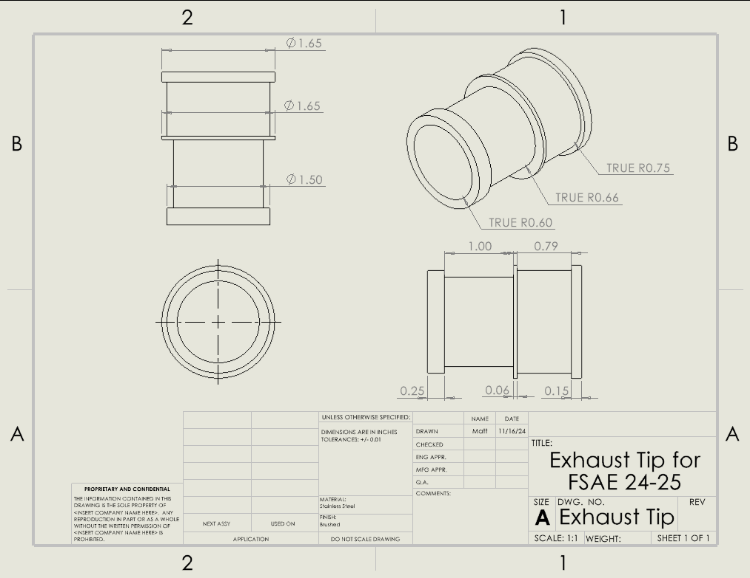 2 1
∅1.65
∅1.65
∅1.50
TRUE R0.75
TRUE R0.66
TRUE R0.60
B B
1.00 0.79
0.25 0.06 0.15
A A
UNLESS OTHERWISE SPECIFIED:
DIMENSIONS ARE IN INCHES
TOLERANCES: +/- 0.01
MATERIAL:
Stainless Steel
FINISH:
Brushed
DO NOT SCALE DRAWING
NAME DATE
DRAWN Matt 11/16/24
CHECKED
ENG APPR.
MFG APPR.
Q.A.
COMMENTS:
TITLE:
Exhaust Tip for
FSAE 24-25
SIZE DWG. NO. REV
A Exhaust Tip
SCALE: 1:1 WEIGHT: SHEET 1 OF 1
PROPRIETARY AND CONFIDENTIAL
THE INFORMATION CONTAINED IN THIS
DRAWING IS THE SOLE PROPERTY OF
<INSERT COMPANY NAME HERE>. ANY
REPRODUCTION IN PART OR AS A WHOLE
WITHOUT THE WRITTEN PERMISSION OF
<INSERT COMPANY NAME HERE> IS
PROHIBITED.
NEXT ASSY USED ON
APPLICATION
2 1